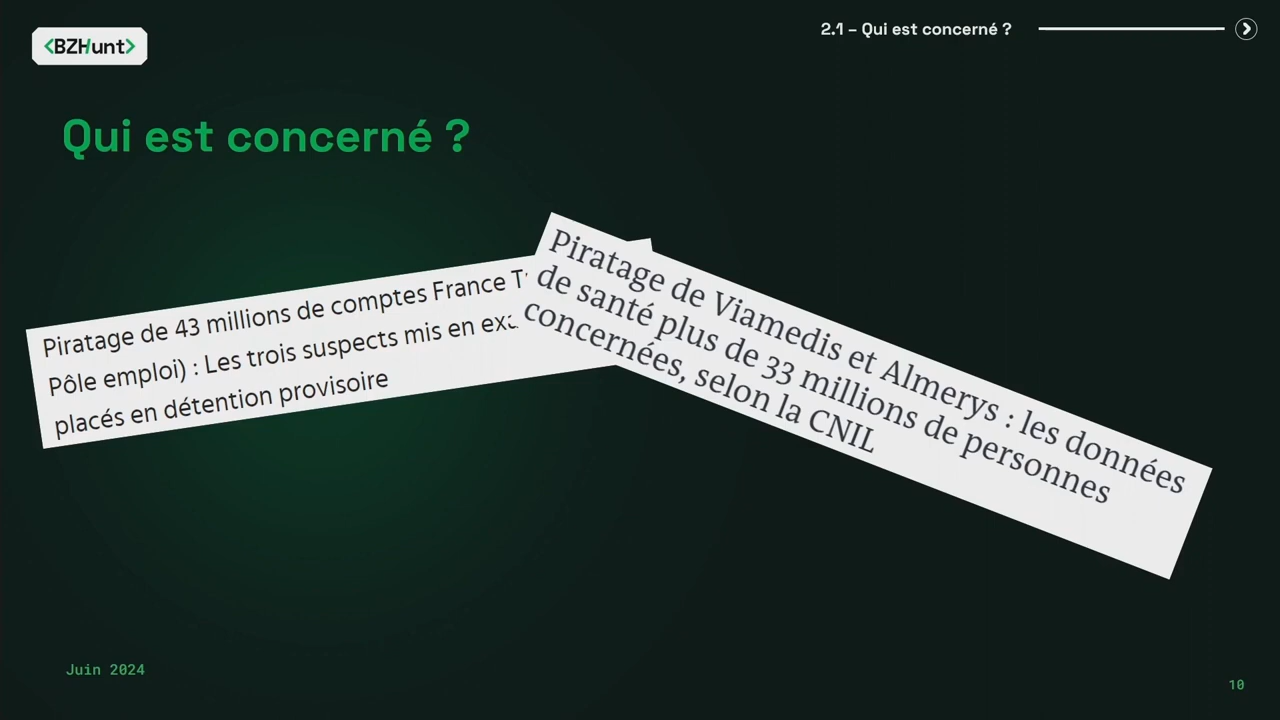 <BZHunt>
2.1 – Qui est concerné ?
Qui est concerné ?
Piratage de 43 millions de comptes France
Pôle emploi) : Les trois suspects mis en
placés en détention provisoire
Piratage de Viamedis et Almerys : les données
de santé plus de 33 millions de personnes
concernées, selon la CNIL
Juin 2024
10